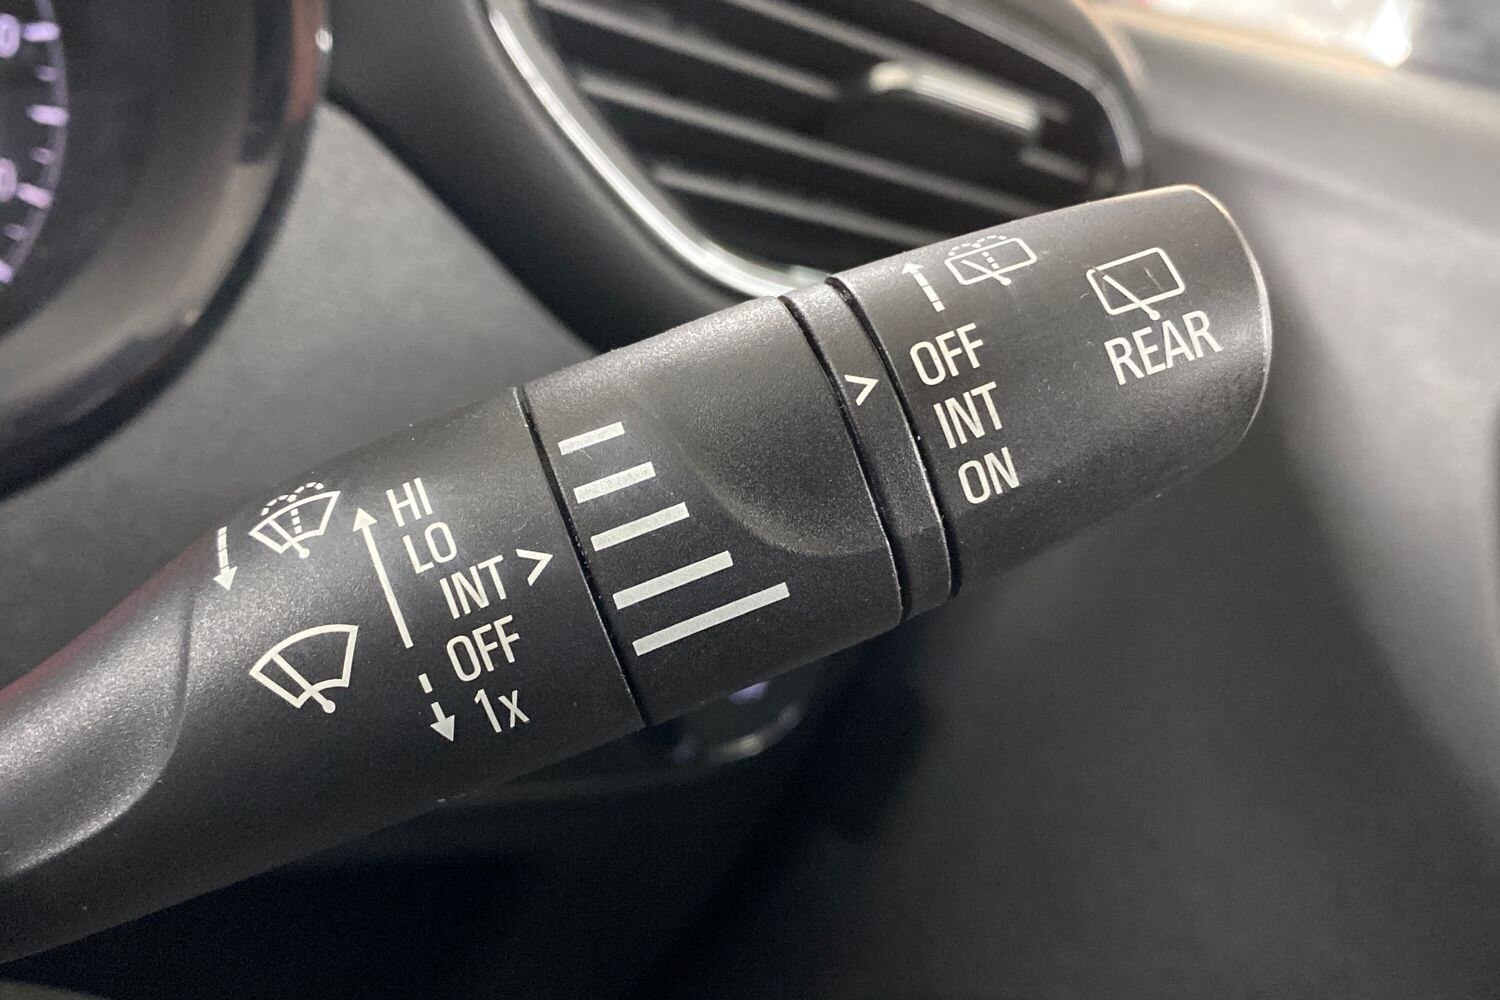 HI
LO
INT >
OFF
1x
>
OFF
INT
ON
REAR